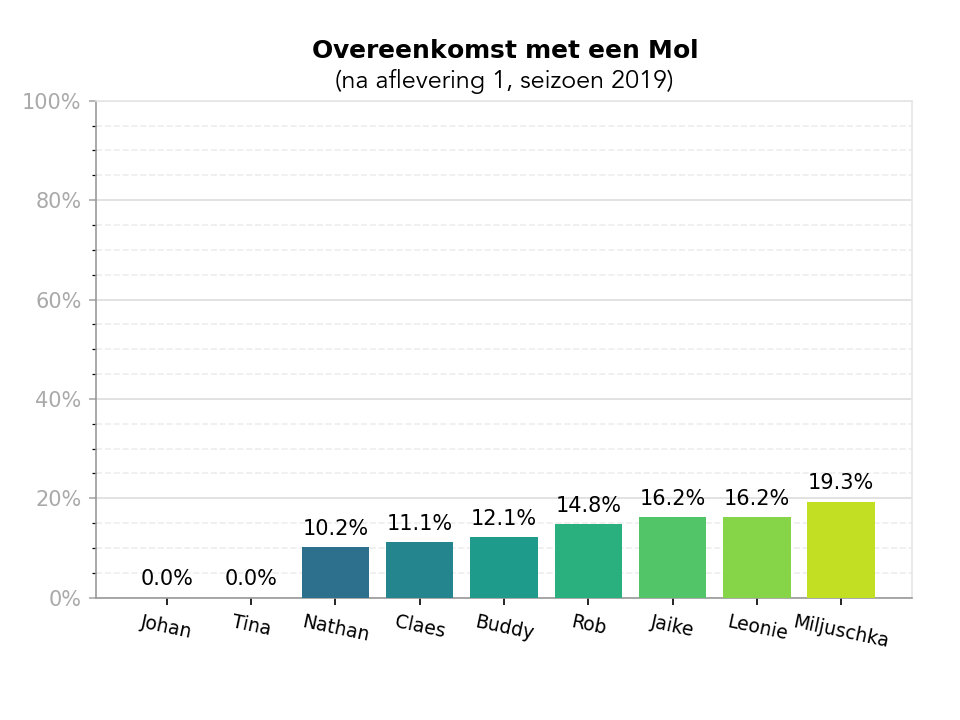 Overeenkomst met een Mol
(na aflevering 1, seizoen 2019)
100%
80%
60%
40%
20%
0%
0.0%
0.0%
10.2%
11.1%
12.1%
14.8%
16.2%
16.2%
19.3%
Johan
Tina
Nathan
Claes
Buddy
Rob
Jaike
Leonie
Miljuschka